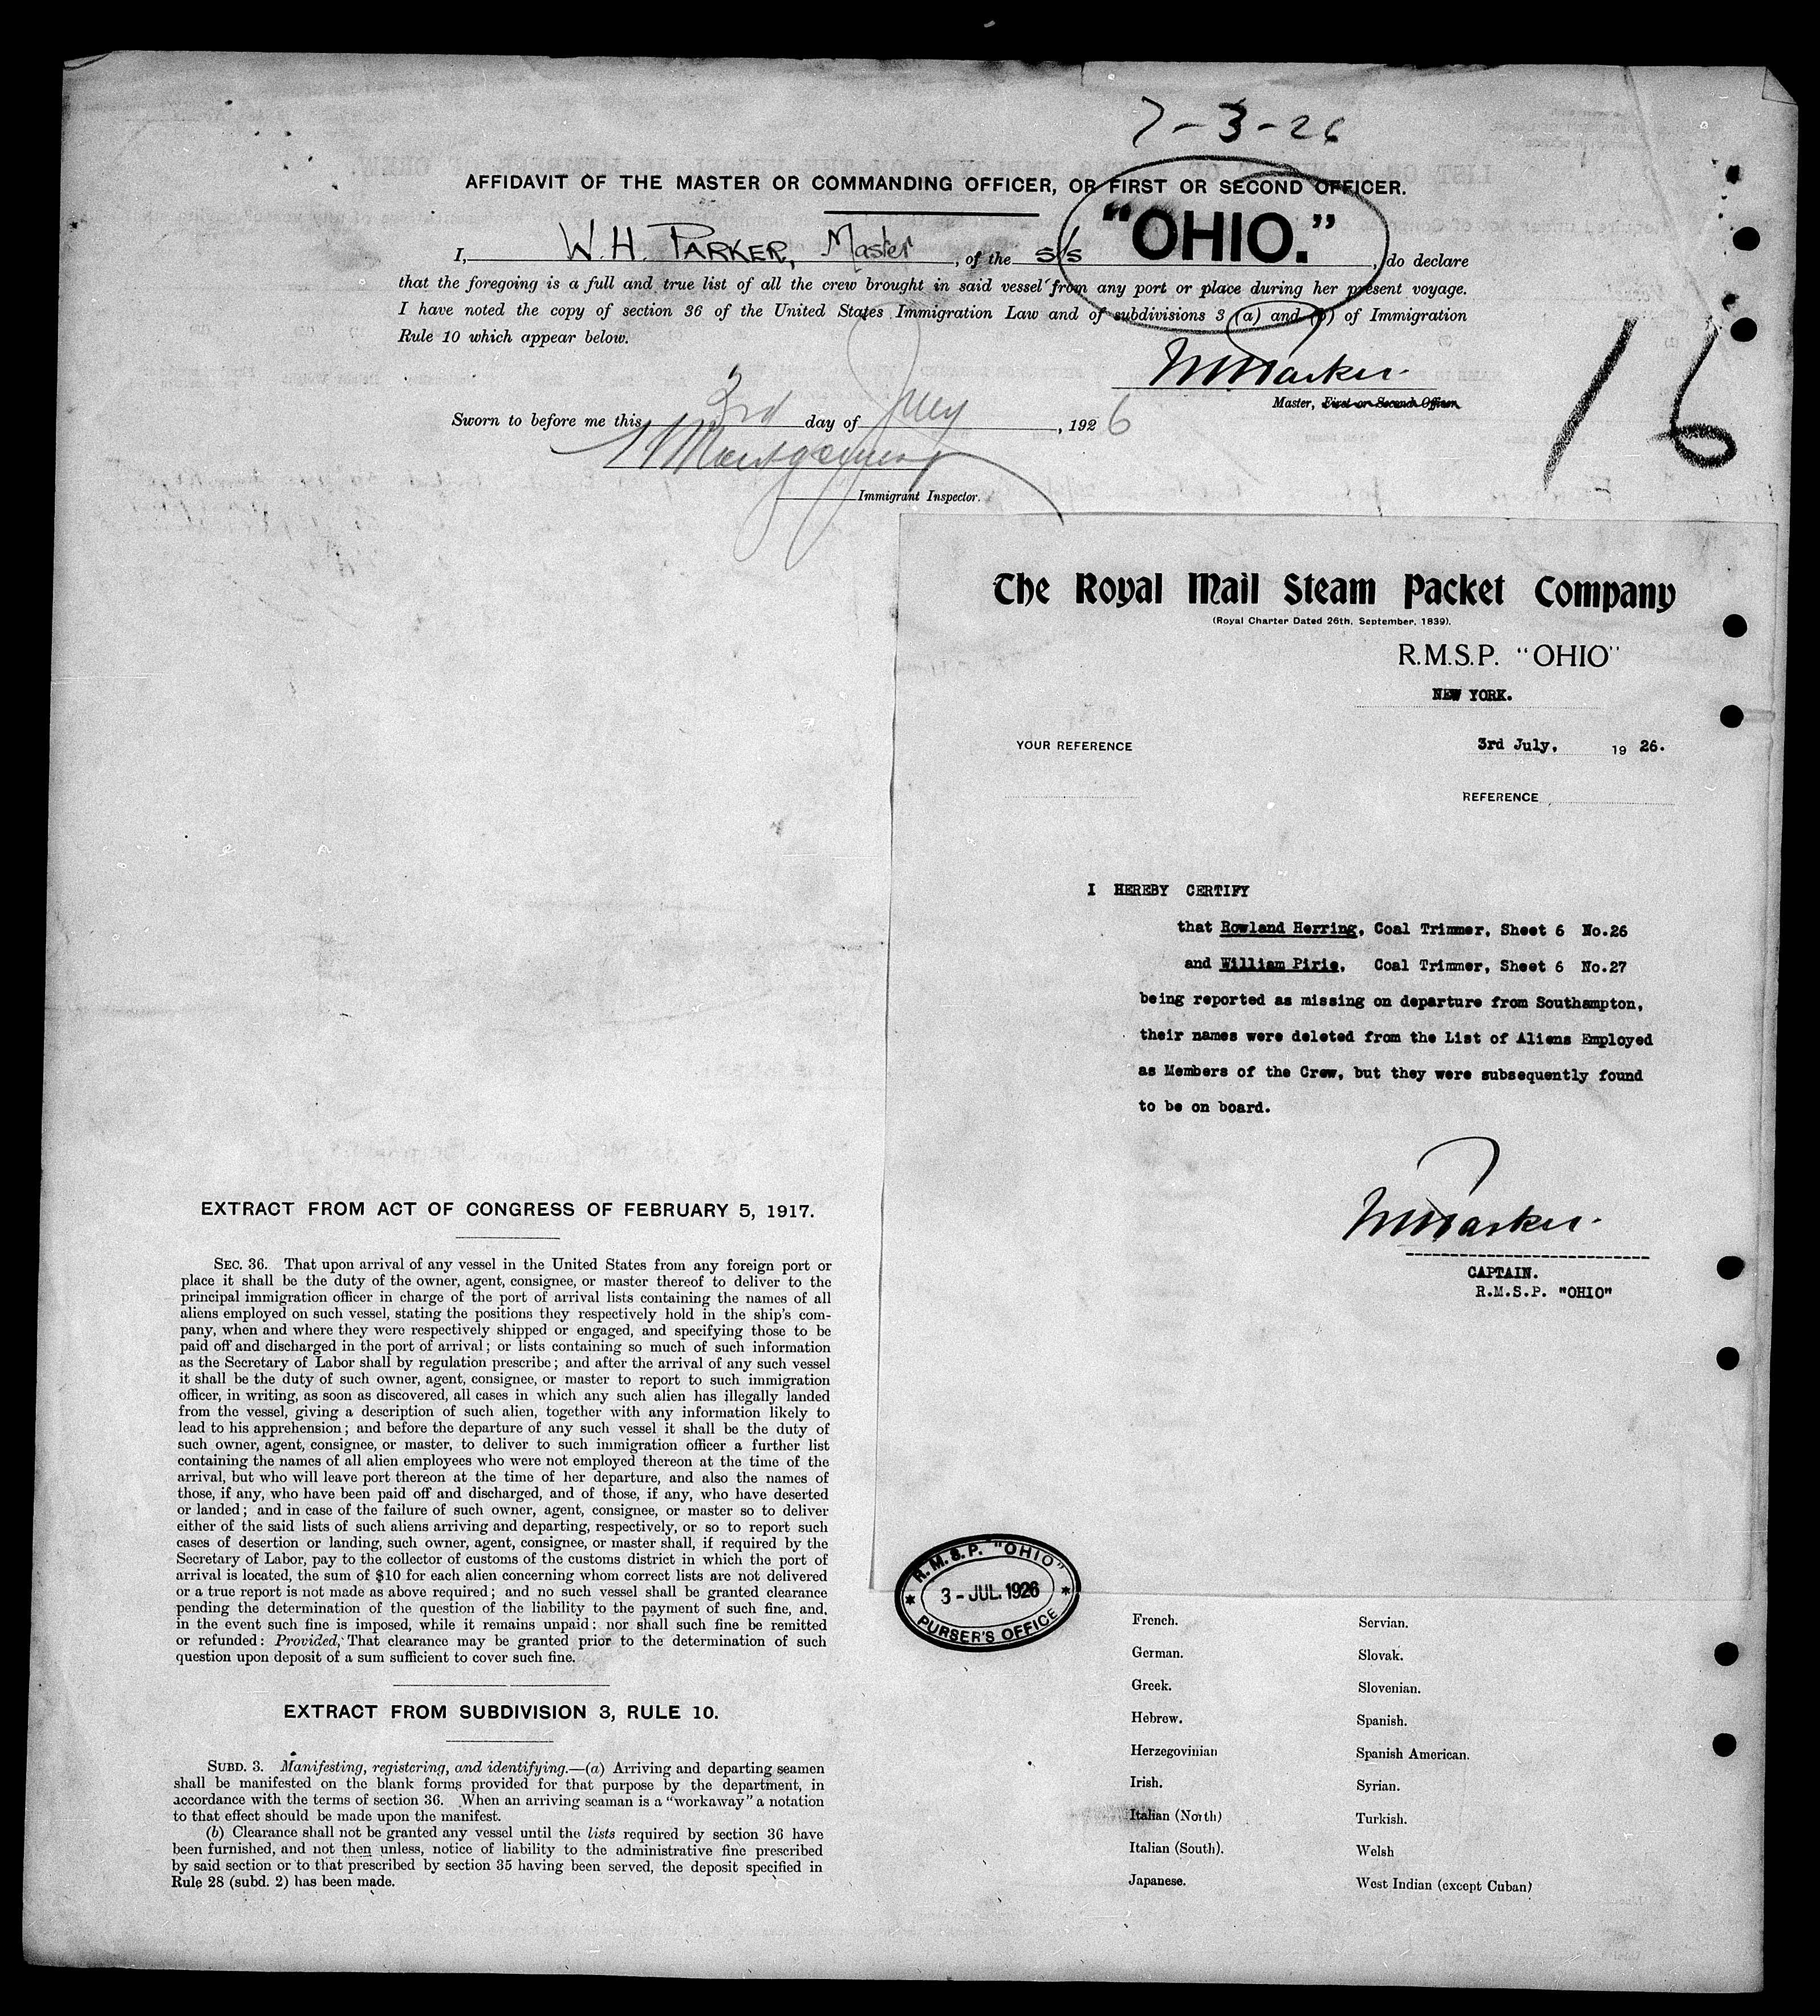 7-3-26
AFFIDAVIT OF THE MASTER OR COMMANDING OFFICER, OR FIRST OR SECOND OFFICER.
I, W. H. PARKER, Master, of the S/S "OHIO.", do declare
that the foregoing is a full and true list of all the crew brought in said vessel from any port or place during her present voyage.
I have noted the copy of section 36 of the United States Immigration Law and of subdivisions 3 (a) and (b) of Immigration
Rule 10 which appear below.
16
WHParker.
Master, First or Second Officer.
Sworn to before me this 3rd day of July, 1926
Montgomery
Immigrant Inspector.
The Royal Mail Steam Packet Company
(Royal Charter Dated 26th, September, 1839).
R.M.S.P. "OHIO"
NEW YORK.
YOUR REFERENCE
3rd July, 1926.
REFERENCE
I HEREBY CERTIFY
that Rowland Herring, Coal Trimmer, Sheet 6 No.26
and William Pirie, Coal Trimmer, Sheet 6 No.27
being reported as missing on departure from Southampton,
their names were deleted from the List of Aliens Employed
as Members of the Crew, but they were subsequently found
to be on board.
WHParker.
CAPTAIN.
R.M.S.P. "OHIO"
EXTRACT FROM ACT OF CONGRESS OF FEBRUARY 5, 1917.
SEC. 36. That upon arrival of any vessel in the United States from any foreign port or
place it shall be the duty of the owner, agent, consignee, or master thereof to deliver to the
principal immigration officer in charge of the port of arrival lists containing the names of all
aliens employed on such vessel, stating the positions they respectively hold in the ship's com-
pany, when and where they were respectively shipped or engaged, and specifying those to be
paid off and discharged in the port of arrival; or lists containing so much of such information
as the Secretary of Labor shall by regulation prescribe; and after the arrival of any such vessel
it shall be the duty of such owner, agent, consignee, or master to report to such immigration
officer, in writing, as soon as discovered, all cases in which any such alien has illegally landed
from the vessel, giving a description of such alien, together with any information likely to
lead to his apprehension; and before the departure of any such vessel it shall be the duty of
such owner, agent, consignee, or master, to deliver to such immigration officer a further list
containing the names of all alien employees who were not employed thereon at the time of the
arrival, but who will leave port thereon at the time of her departure, and also the names of
those, if any, who have been paid off and discharged, and of those, if any, who have deserted
or landed; and in case of the failure of such owner, agent, consignee, or master so to deliver
either of the said lists of such aliens arriving and departing, respectively, or so to report such
cases of desertion or landing, such owner, agent, consignee, or master shall, if required by the
Secretary of Labor, pay to the collector of customs of the customs district in which the port of
arrival is located, the sum of $10 for each alien concerning whom correct lists are not delivered
or a true report is not made as above required; and no such vessel shall be granted clearance
pending the determination of the question of the liability to the payment of such fine, and,
in the event such fine is imposed, while it remains unpaid: nor shall such fine be remitted
or refunded: Provided, That clearance may be granted prior to the determination of such
question upon deposit of a sum sufficient to cover such fine.
EXTRACT FROM SUBDIVISION 3, RULE 10.
SUBD. 3. Manifesting, registering, and identifying.—(a) Arriving and departing seamen
shall be manifested on the blank forms provided for that purpose by the department, in
accordance with the terms of section 36. When an arriving seaman is a "workaway" a notation
to that effect should be made upon the manifest.
(b) Clearance shall not be granted any vessel until the lists required by section 36 have
been furnished, and not then unless, notice of liability to the administrative fine prescribed
by said section or to that prescribed by section 35 having been served, the deposit specified in
Rule 28 (subd. 2) has been made.
R.M.S.P. "OHIO"
3-JUL.1926
PURSER'S OFFICE
French. Servian.
German. Slovak.
Greek. Slovenian.
Hebrew. Spanish.
Herzegovinian Spanish American.
Irish. Syrian.
Italian (North) Turkish.
Italian (South). Welsh
Japanese. West Indian (except Cuban)